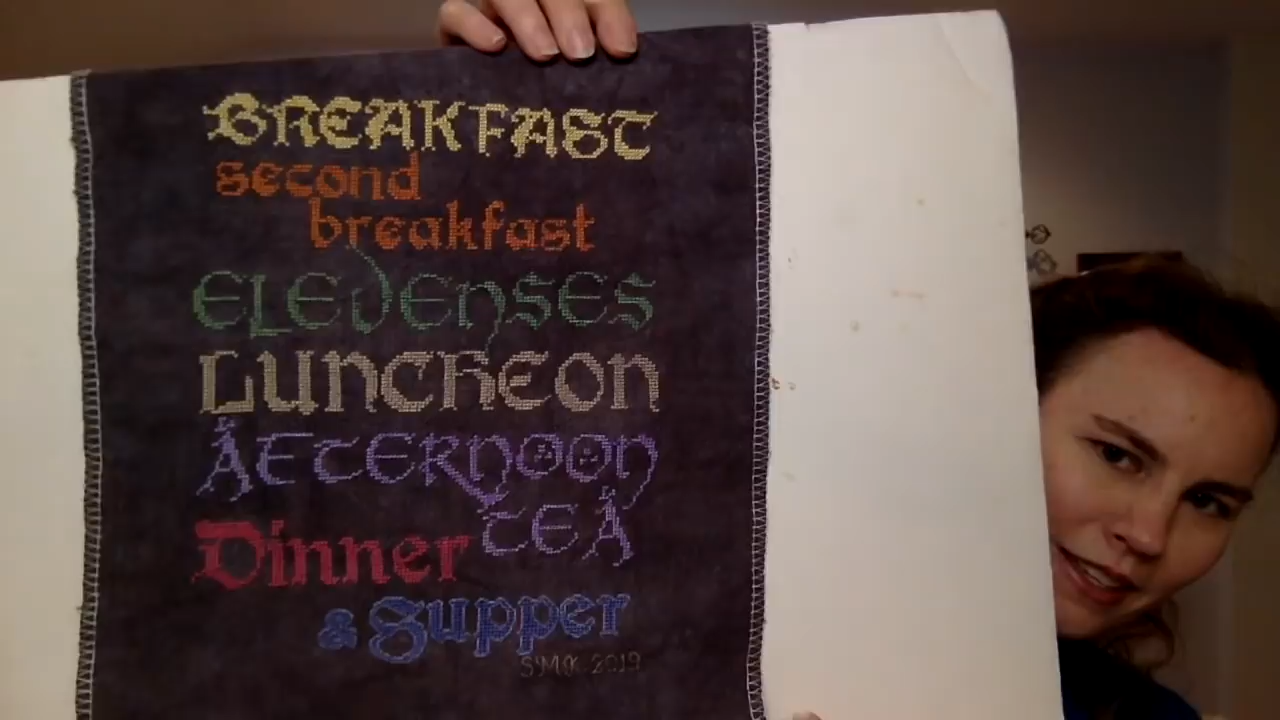 BREAKFAST
second
breakfast
ELEVENSES
LUNCHEON
AFTERNOON
TEA
Dinner
& Supper
SMK 2019